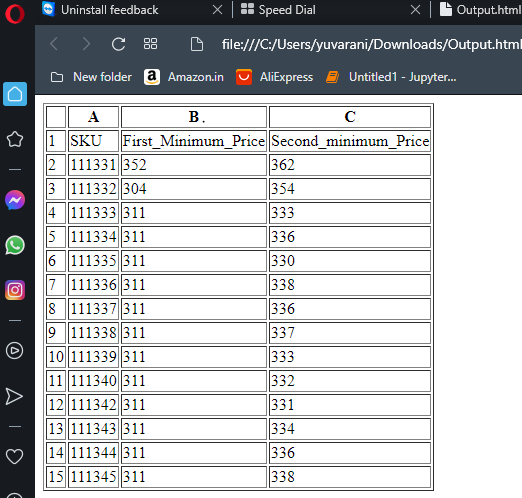 Uninstall feedback Speed Dial Output.html
file:///C:/Users/yuvarani/Downloads/Output.html
New folder a Amazon.in AliExpress Untitled1 - Jupyter...
A B. C
1 SKU First_Minimum_Price Second_minimum_Price
2 111331 352 362
3 111332 304 354
4 111333 311 333
5 111334 311 336
6 111335 311 330
7 111336 311 338
8 111337 311 336
9 111338 311 337
10 111339 311 333
11 111340 311 332
12 111342 311 331
13 111343 311 334
14 111344 311 336
15 111345 311 338